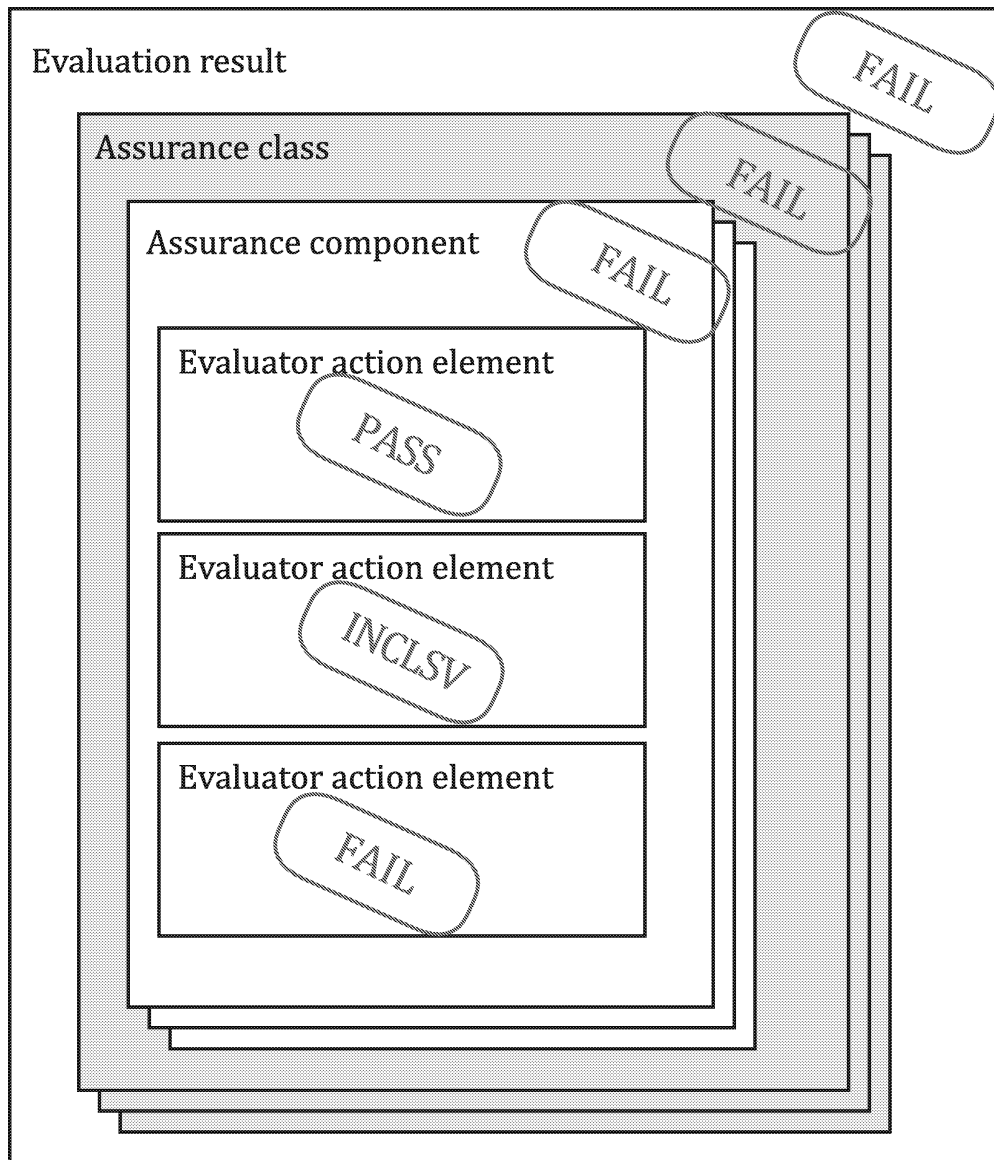 Evaluation result
FAIL
Assurance class
FAIL
Assurance component
FAIL
Evaluator action element
PASS
Evaluator action element
INCLSV
Evaluator action element
FAIL